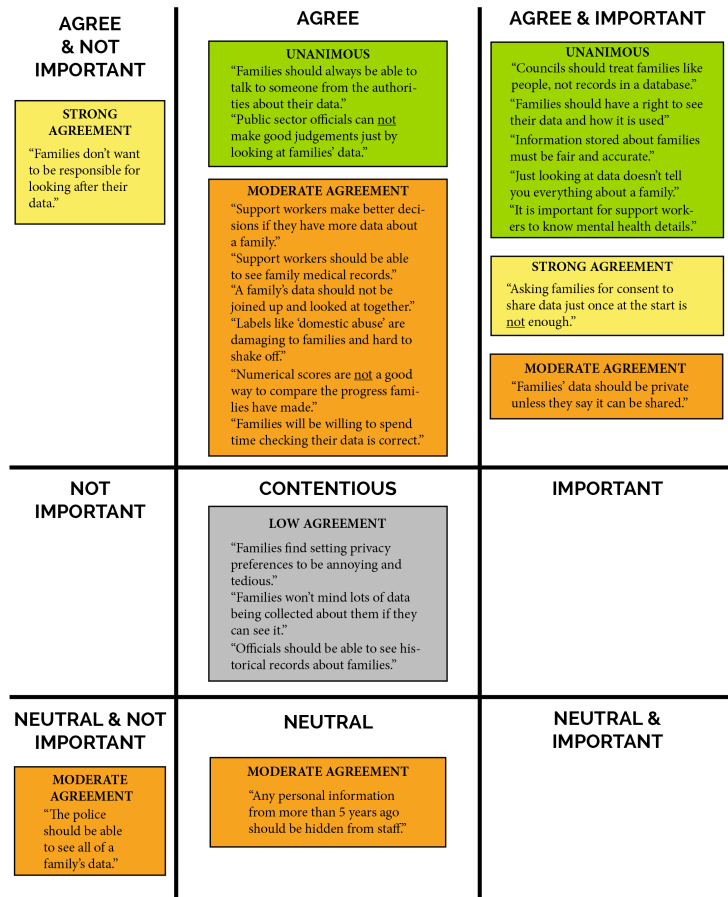 AGREE
& NOT
IMPORTANT
STRONG
AGREEMENT
“Families don’t want
to be responsible for
looking after their
data.”
AGREE
UNANIMOUS
“Families should always be able to
talk to someone from the authori-
ties about their data.”
“Public sector officials can not
make good judgements just by
looking at families’ data.”
MODERATE AGREEMENT
“Support workers make better deci-
sions if they have more data about
a family.”
“Support workers should be able
to see family medical records.”
“A family’s data should not be
joined up and looked at together.”
“Labels like ‘domestic abuse’ are
damaging to families and hard to
shake off.”
“Numerical scores are not a good
way to compare the progress fami-
lies have made.”
“Families will be willing to spend
time checking their data is correct.”
AGREE & IMPORTANT
UNANIMOUS
“Councils should treat families like
people, not records in a database.”
“Families should have a right to see
their data and how it is used”
“Information stored about families
must be fair and accurate.”
“Just looking at data doesn’t tell
you everything about a family.”
“It is important for support work-
ers to know mental health details.”
STRONG AGREEMENT
“Asking families for consent to
share data just once at the start is
not enough.”
MODERATE AGREEMENT
“Families’ data should be private
unless they say it can be shared.”
NOT
IMPORTANT
CONTENTIOUS
LOW AGREEMENT
“Families find setting privacy
preferences to be annoying and
tedious.”
“Families won’t mind lots of data
being collected about them if they
can see it.”
“Officials should be able to see his-
torical records about families.”
IMPORTANT
NEUTRAL & NOT
IMPORTANT
MODERATE
AGREEMENT
“The police
should be able
to see all of a
family’s data.”
NEUTRAL
MODERATE AGREEMENT
“Any personal information
from more than 5 years ago
should be hidden from staff.”
NEUTRAL &
IMPORTANT